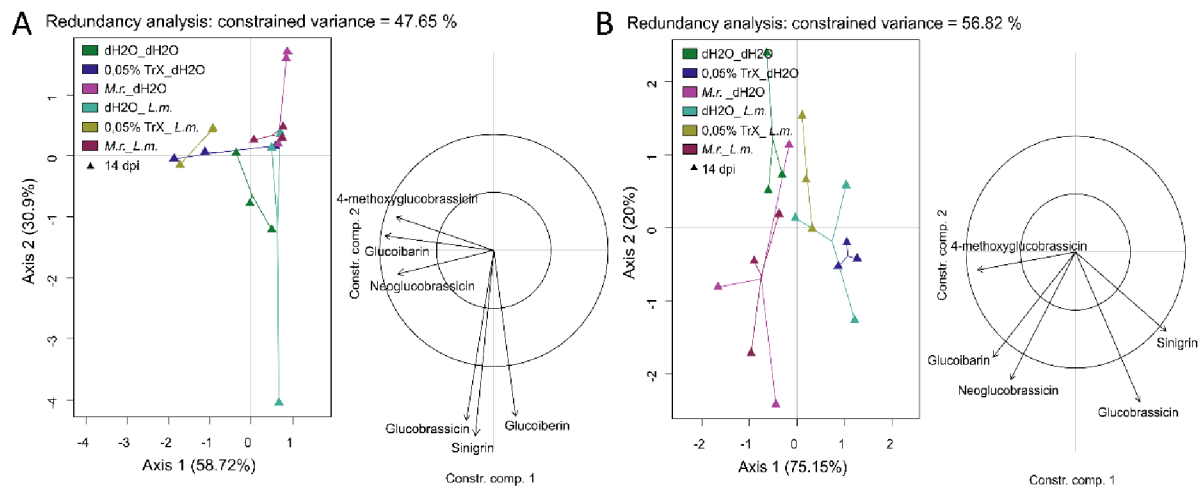 A Redundancy analysis: constrained variance = 47.65 %
dH2O_dH2O
0,05% TrX_dH2O
M.r._dH2O
dH2O_L.m.
0,05% TrX_ L.m.
M.r._L.m.
14 dpi
Axis 2 (30.9%)
1
0
-1
-2
-3
-4
-4
-3
-2
-1
0
1
Axis 1 (58.72%)
Constr. comp. 2
4-methoxyglucobrassicin
Glucoibarin
Neoglucobrassicin
Glucobrassicin
Sinigrin
Glucoiberin
Constr. comp. 1
B Redundancy analysis: constrained variance = 56.82 %
dH2O_dH2O
0,05% TrX_dH2O
M.r. _dH2O
dH2O_ L.m.
0,05% TrX_ L.m.
M.r._ L.m.
14 dpi
Axis 2 (20%)
2
1
0
-1
-2
-2
-1
0
1
2
Axis 1 (75.15%)
Constr. comp. 2
4-methoxyglucobrassicin
Glucoibarin
Neoglucobrassicin
Glucobrassicin
Sinigrin
Constr. comp. 1